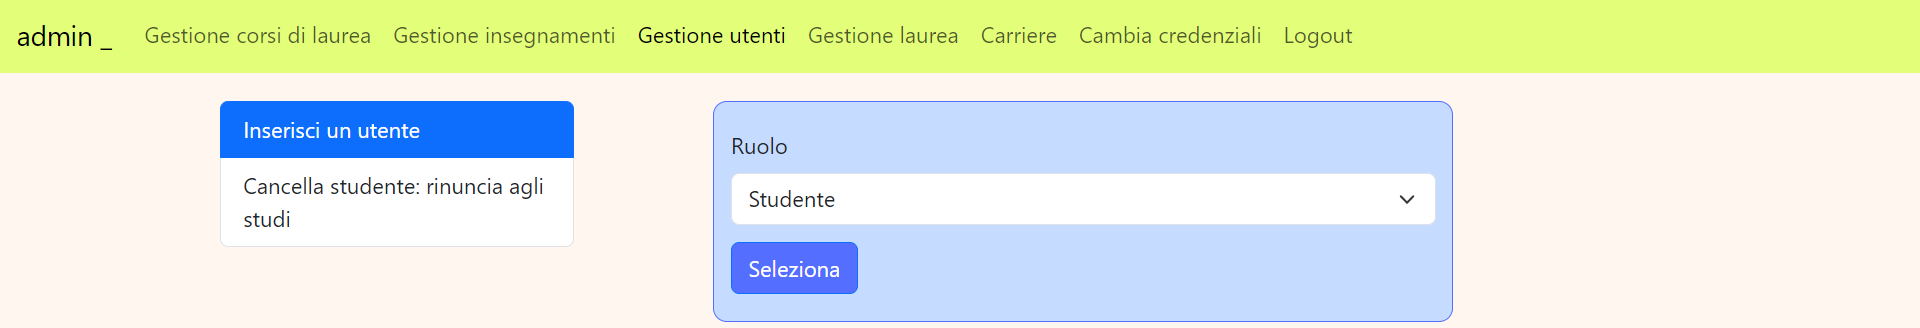 admin _ Gestione corsi di laurea Gestione insegnamenti Gestione utenti Gestione laurea Carriere Cambia credenziali Logout
Inserisci un utente
Cancella studente: rinuncia agli
studi
Ruolo
Studente
Seleziona